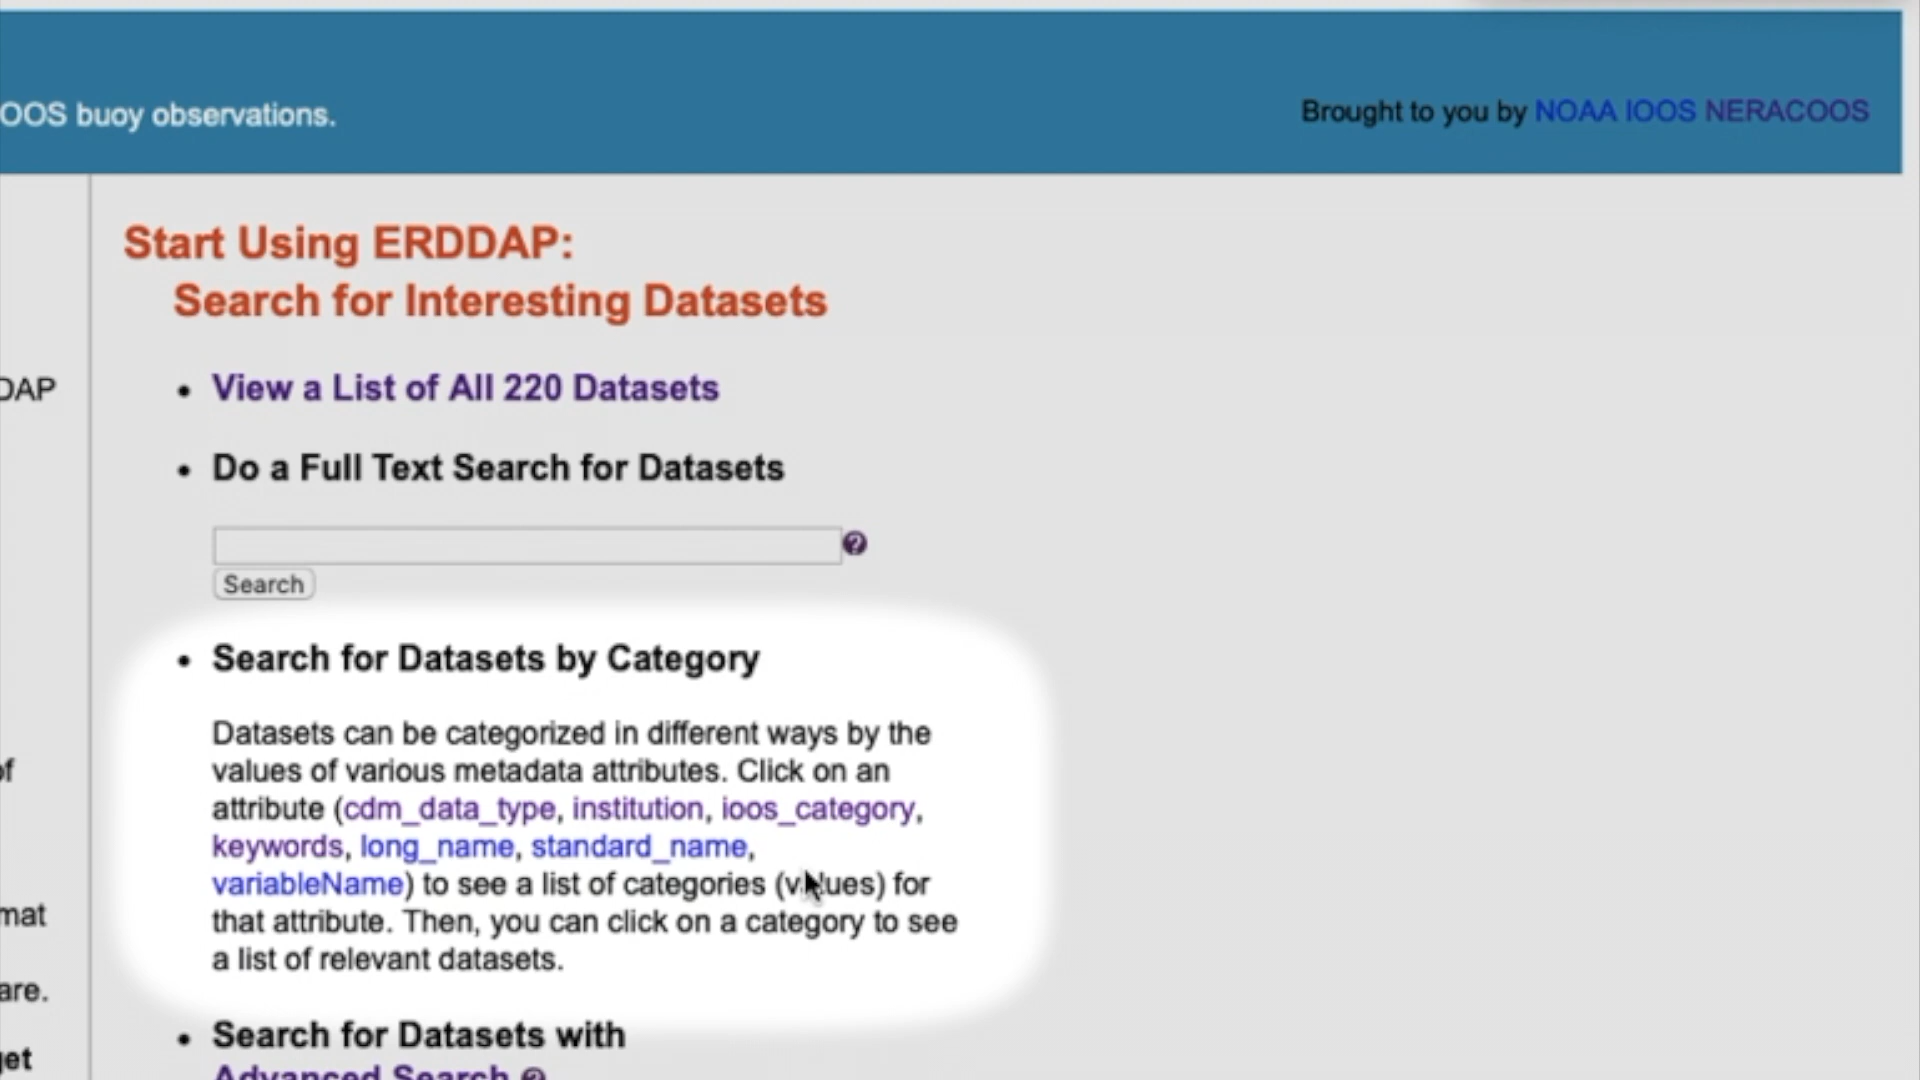 OOS buoy observations.
Brought to you by NOAA IOOS NERACOOS
Start Using ERDDAP:
Search for Interesting Datasets
DAP
• View a List of All 220 Datasets
• Do a Full Text Search for Datasets
?
Search
• Search for Datasets by Category
Datasets can be categorized in different ways by the
values of various metadata attributes. Click on an
of
attribute (cdm_data_type, institution, ioos_category,
keywords, long_name, standard_name,
variableName) to see a list of categories (values) for
mat
that attribute. Then, you can click on a category to see
a list of relevant datasets.
are.
• Search for Datasets with
get
Advanced Search ?